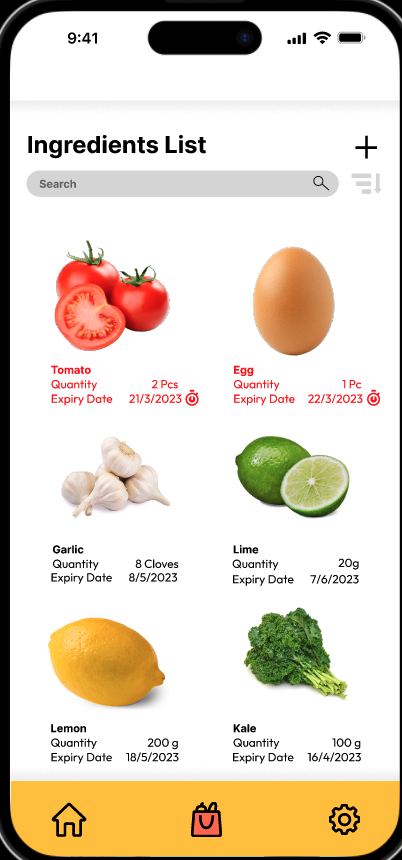 9:41
Ingredients List
Search
Tomato
Quantity 2 Pcs
Expiry Date 21/3/2023
Egg
Quantity 1 Pc
Expiry Date 22/3/2023
Garlic
Quantity 8 Cloves
Expiry Date 8/5/2023
Lime
Quantity 20g
Expiry Date 7/6/2023
Lemon
Quantity 200 g
Expiry Date 18/5/2023
Kale
Quantity 100 g
Expiry Date 16/4/2023